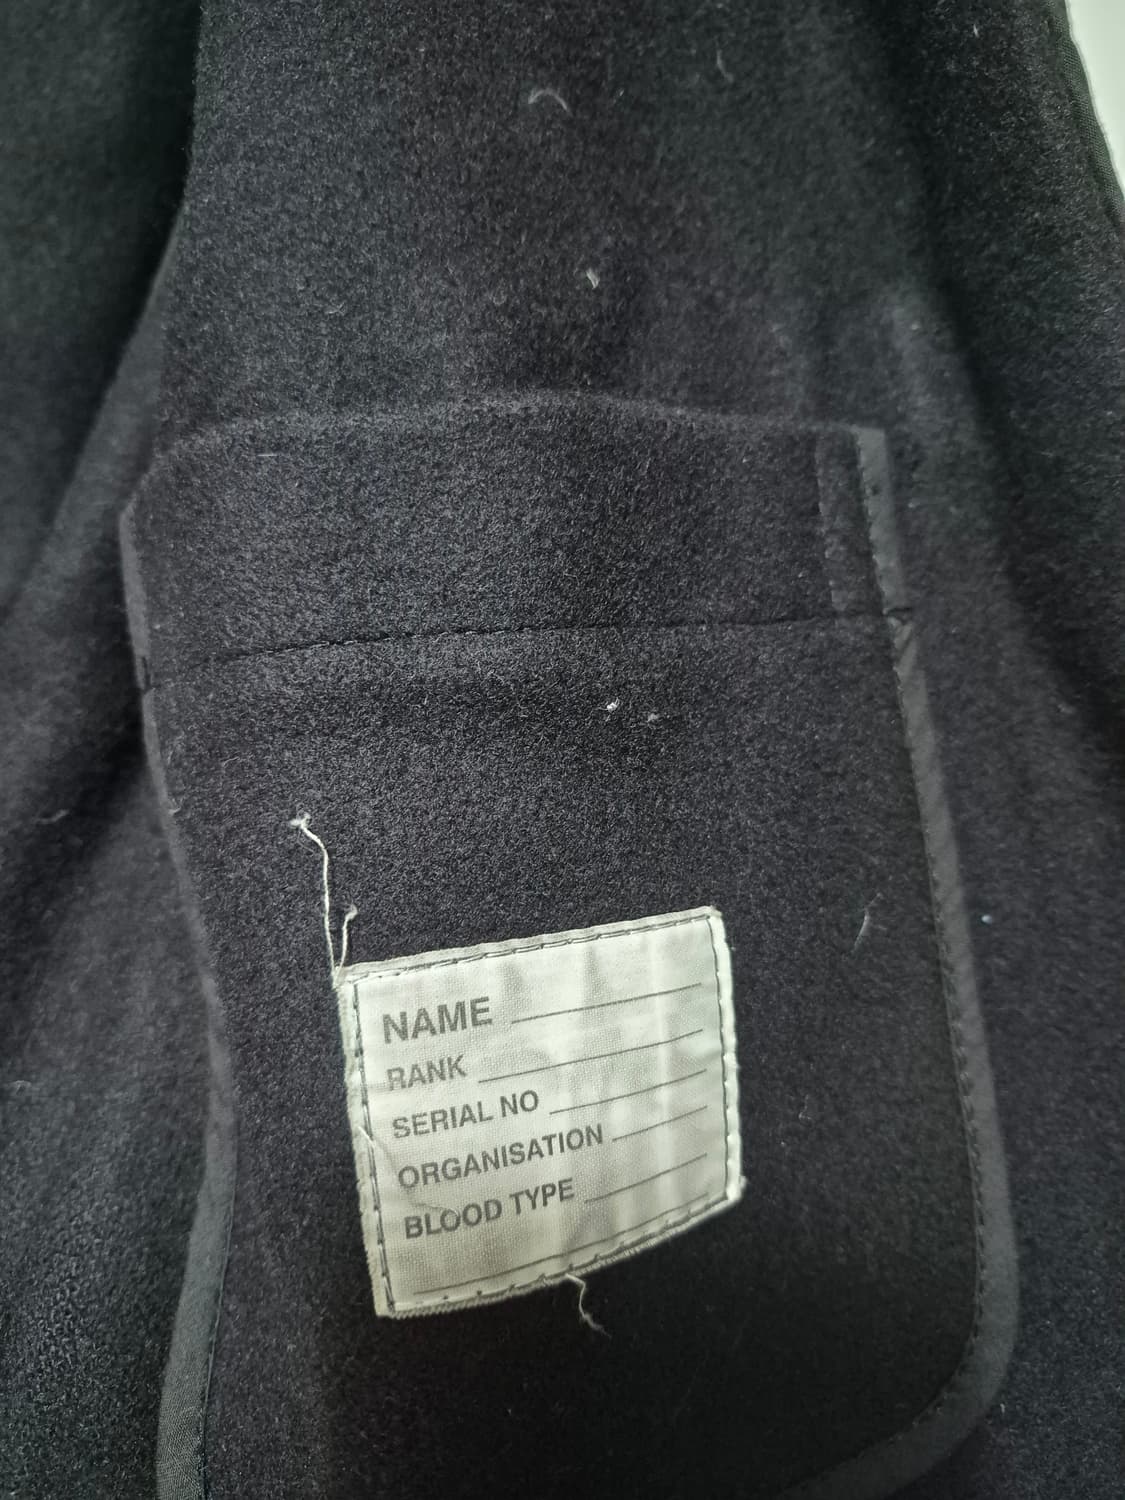 NAME
RANK
SERIAL NO
ORGANISATION
BLOOD TYPE